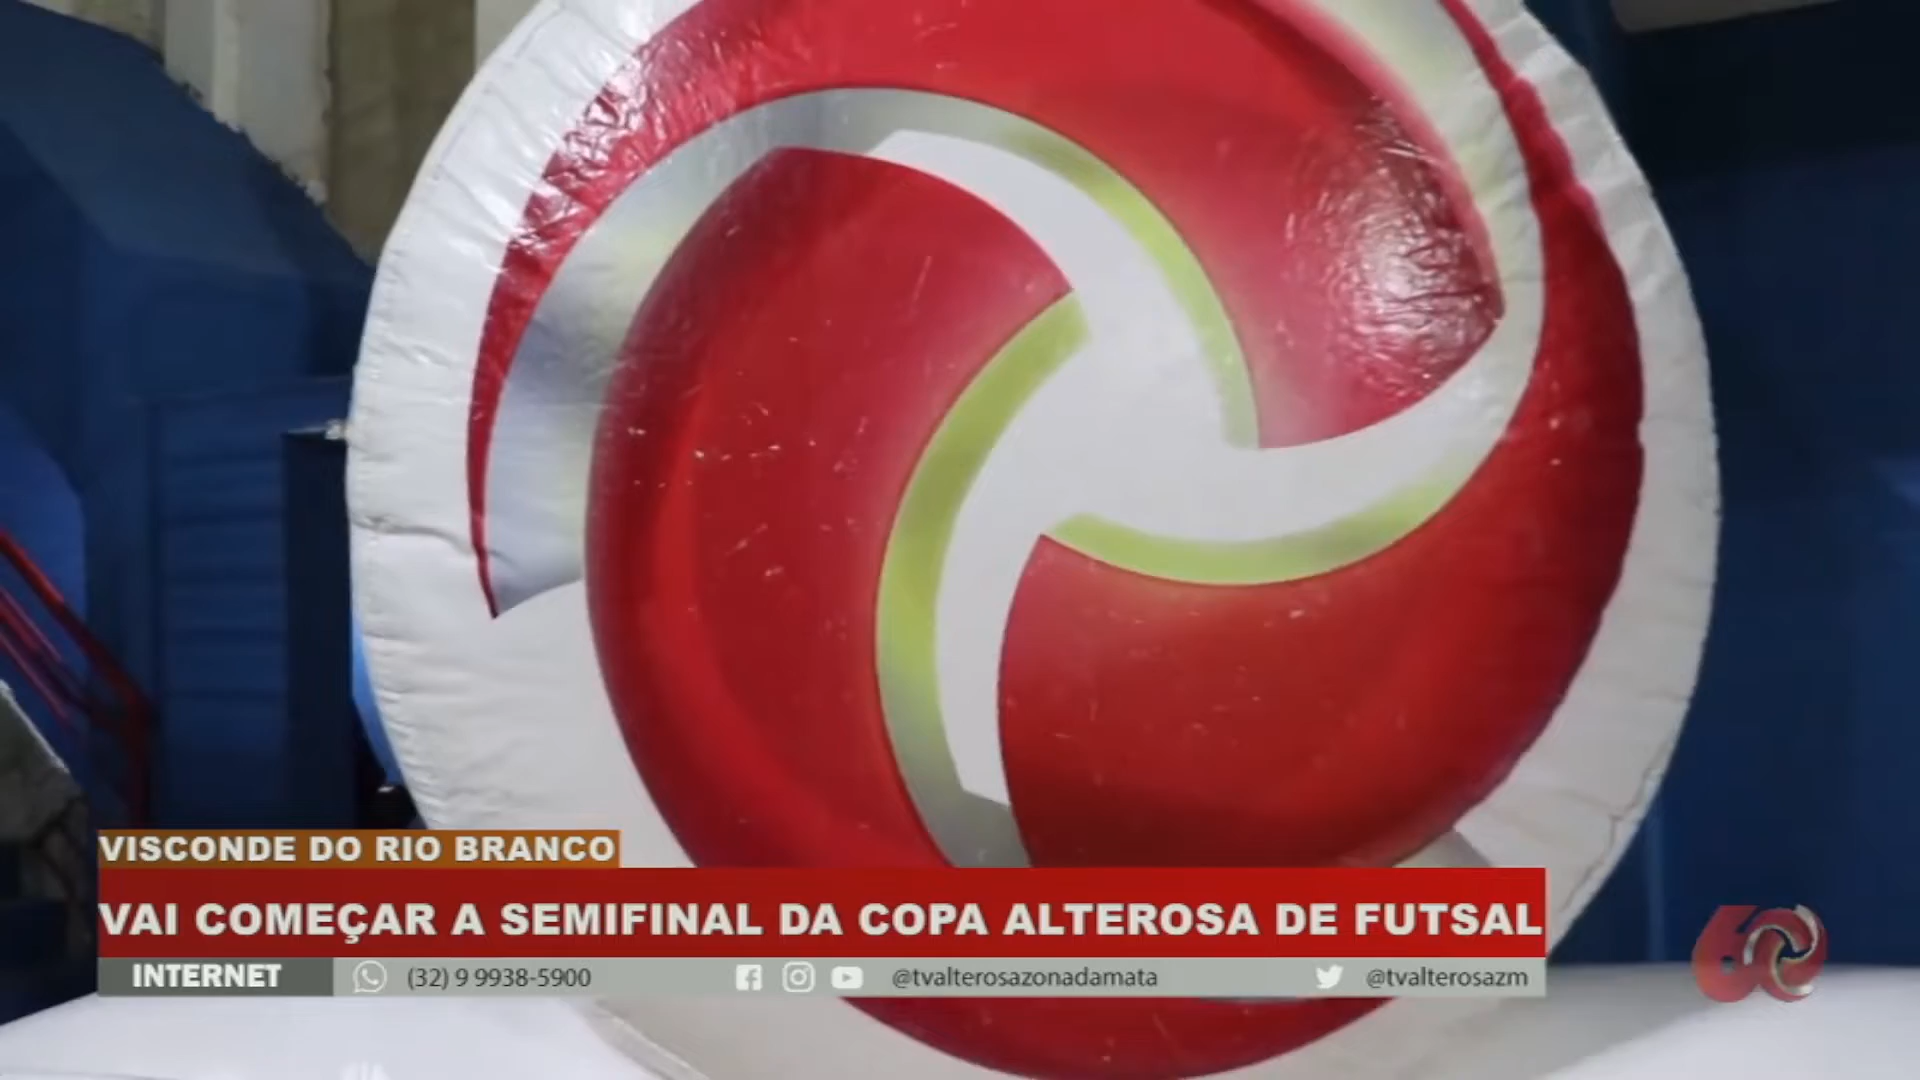 VISCONDE DO RIO BRANCO
VAI COMEÇAR A SEMIFINAL DA COPA ALTEROSA DE FUTSAL
INTERNET (32) 9 9938-5900 @tvalterosazonadamata @tvalterosazm
60